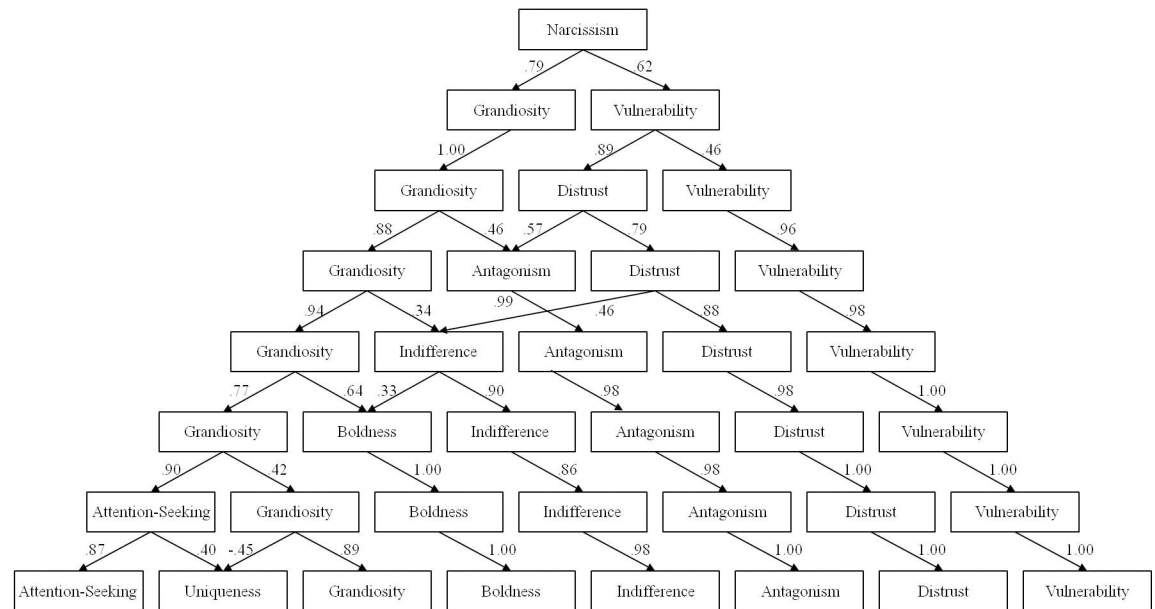 Narcissism
.79 .62
Grandiosity Vulnerability
1.00 .89 .46
Grandiosity Distrust Vulnerability
.88 .46 .57 .79 .96
Grandiosity Antagonism Distrust Vulnerability
.94 .34 .99 .46 .88 .98
Grandiosity Indifference Antagonism Distrust Vulnerability
.77 .64 .33 .90 .98 .98 1.00
Grandiosity Boldness Indifference Antagonism Distrust Vulnerability
.90 .42 1.00 .86 .98 1.00 1.00
Attention-Seeking Grandiosity Boldness Indifference Antagonism Distrust Vulnerability
.87 .40 -.45 .89 1.00 .98 1.00 1.00 1.00
Attention-Seeking Uniqueness Grandiosity Boldness Indifference Antagonism Distrust Vulnerability